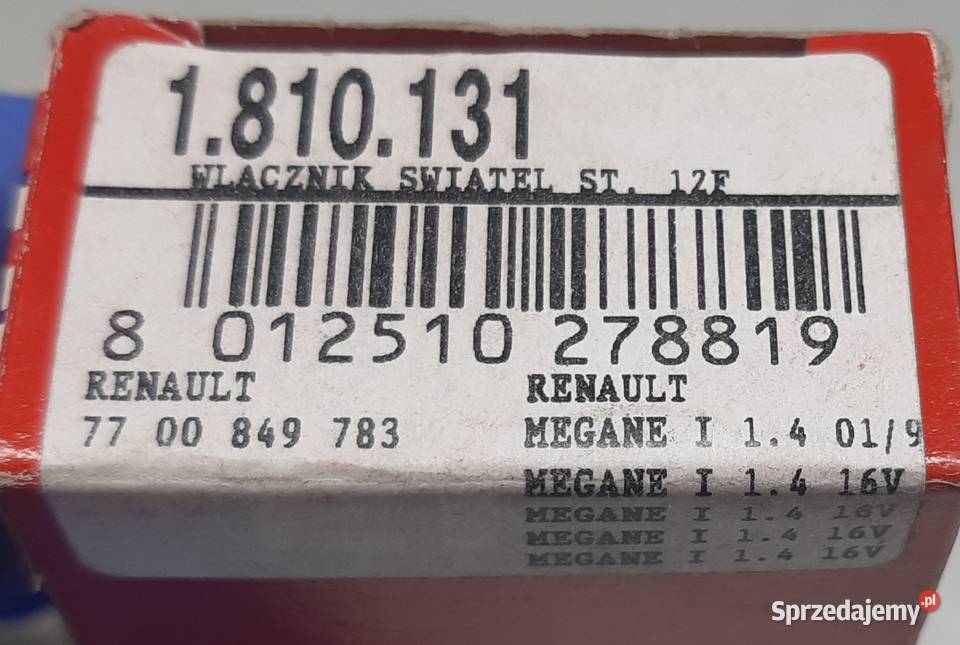 1.810.131
WLACZNIK SWIATEL ST. 12F
8 012510 278819
RENAULT
77 00 849 783
RENAULT
MEGANE I 1.4 01/9
MEGANE I 1.4 16V
MEGANE I 1.4 16V
MEGANE I 1.4 16V
MEGANE I 1.4 16V
Sprzedajemy.pl